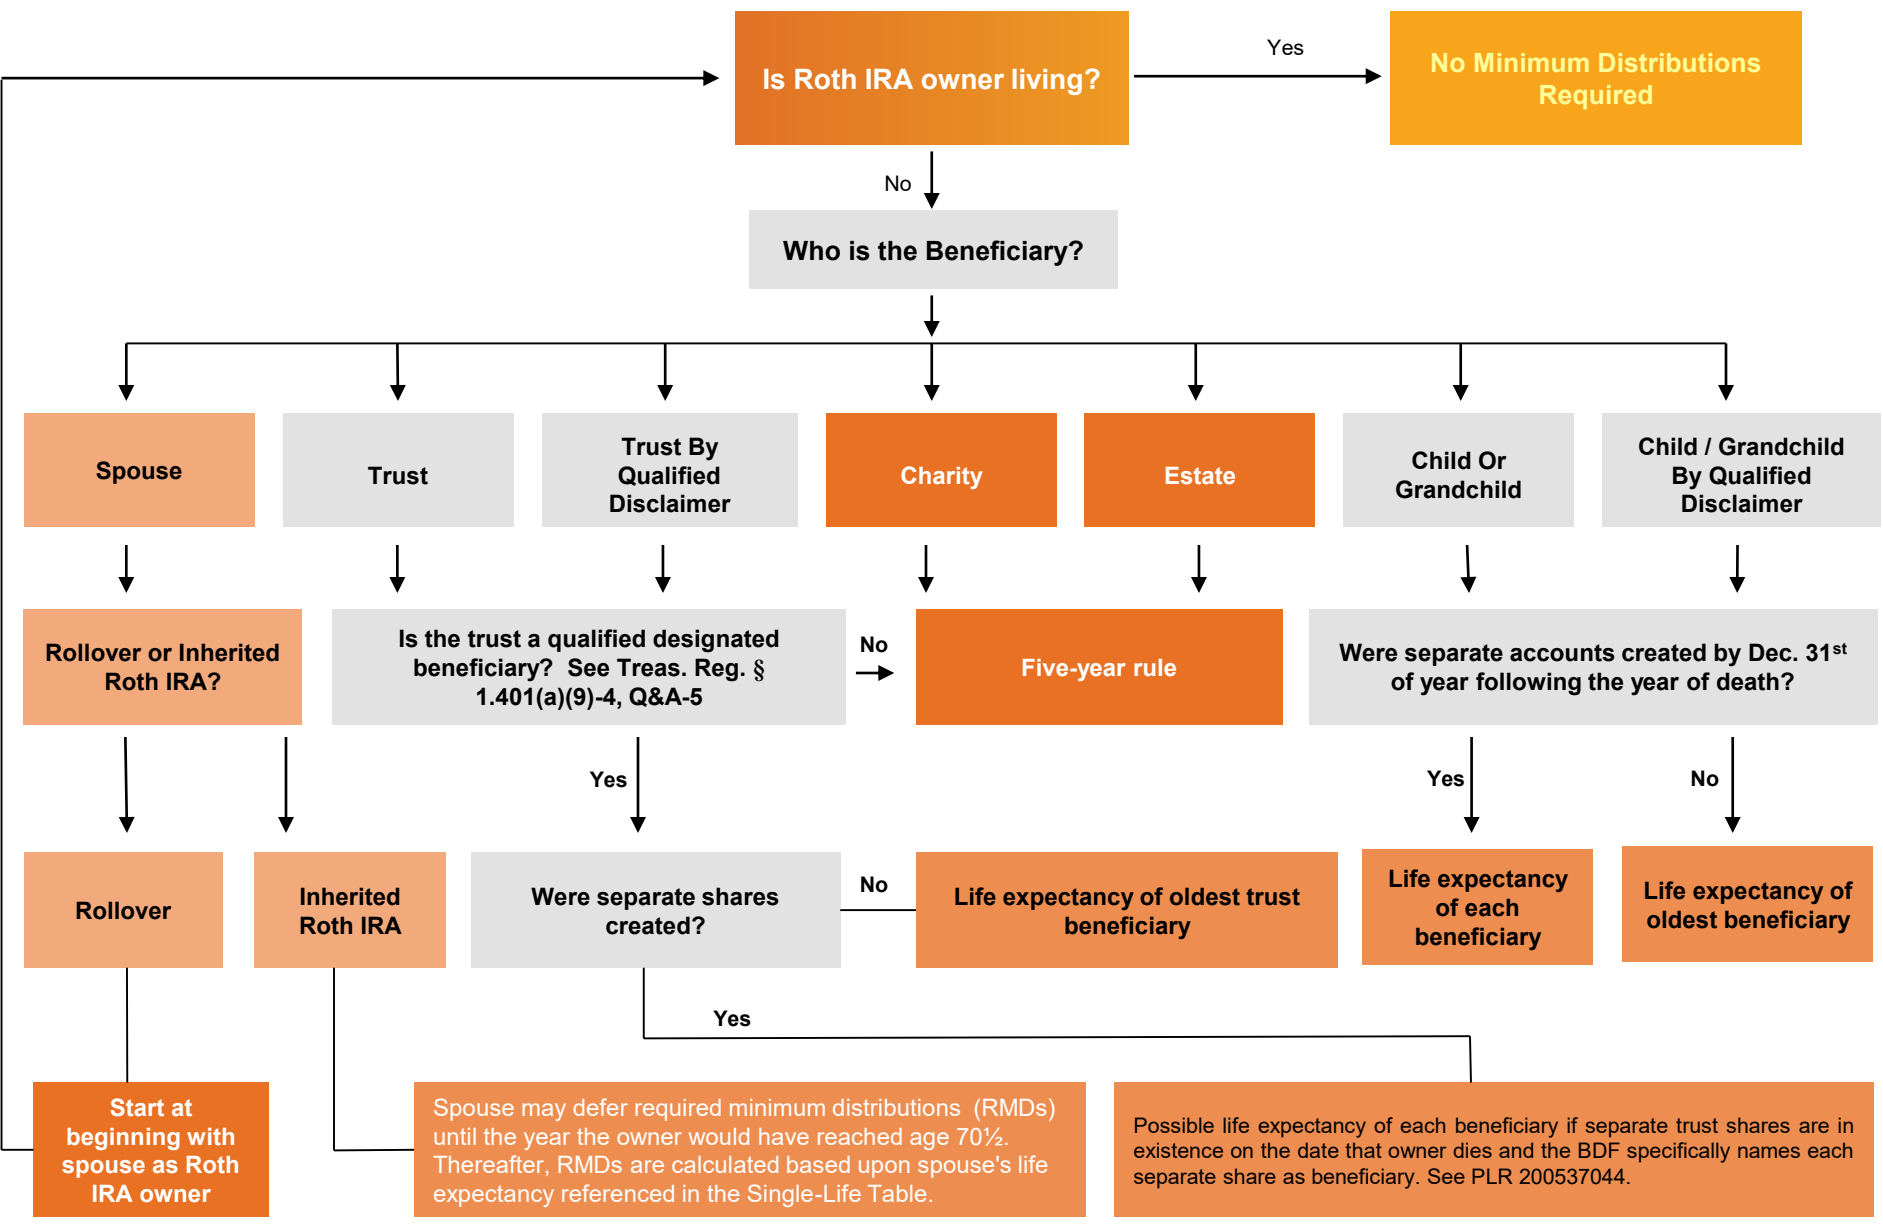 Is Roth IRA owner living?
Yes
No Minimum Distributions
Required
No
Who is the Beneficiary?
Spouse
Trust
Trust By
Qualified
Disclaimer
Charity
Estate
Child Or
Grandchild
Child / Grandchild
By Qualified
Disclaimer
Rollover or Inherited
Roth IRA?
Is the trust a qualified designated
beneficiary?  See Treas. Reg. §
1.401(a)(9)-4, Q&A-5
No
Five-year rule
Were separate accounts created by Dec. 31st
of year following the year of death?
Yes
Yes
No
Rollover
Inherited
Roth IRA
Were separate shares
created?
No
Life expectancy of oldest trust
beneficiary
Life expectancy
of each
beneficiary
Life expectancy of
oldest beneficiary
Yes
Start at
beginning with
spouse as Roth
IRA owner
Spouse may defer required minimum distributions  (RMDs)
until the year the owner would have reached age 70½.
Thereafter, RMDs are calculated based upon spouse's life
expectancy referenced in the Single-Life Table.
Possible life expectancy of each beneficiary if separate trust shares are in
existence on the date that owner dies and the BDF specifically names each
separate share as beneficiary. See PLR 200537044.